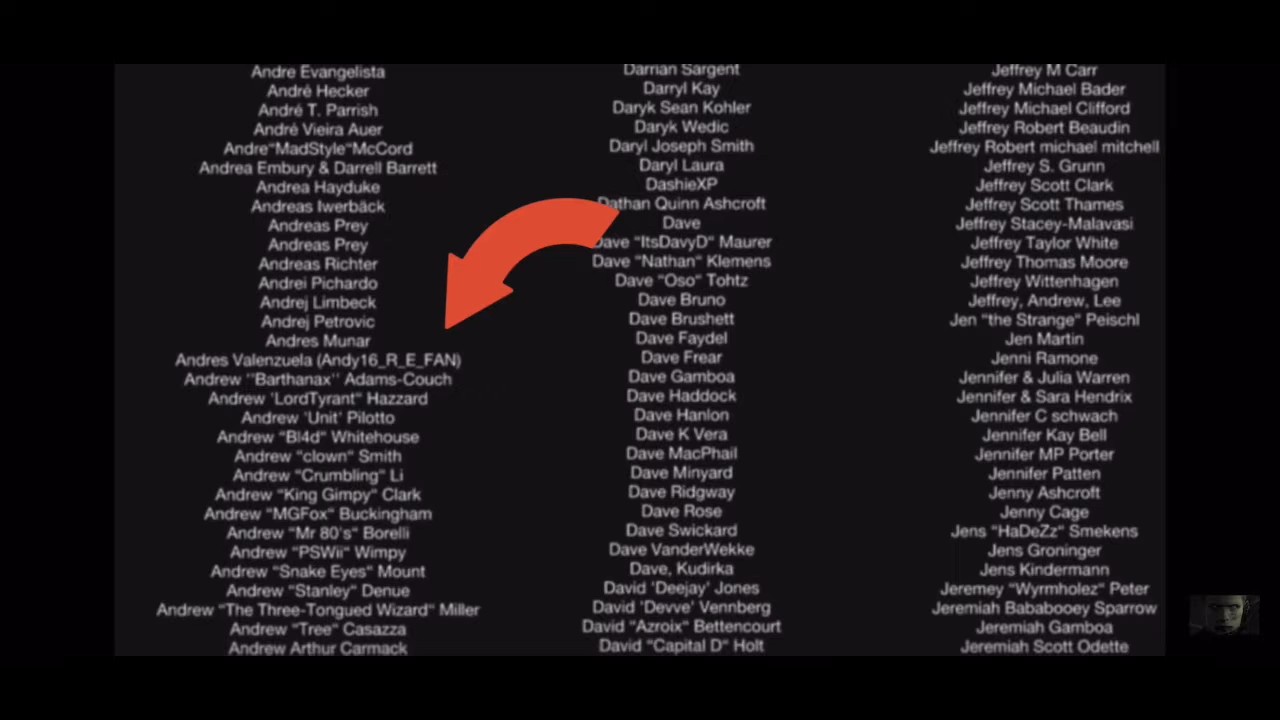 Andre Evangelista
André Hecker
André T. Parrish
André Vieira Auer
Andre"MadStyle"McCord
Andrea Embury & Darrell Barrett
Andrea Hayduke
Andreas Iwerbäck
Andreas Prey
Andreas Prey
Andreas Richter
Andrei Pichardo
Andrej Limbeck
Andrej Petrovic
Andres Munar
Andres Valenzuela (Andy16_R_E_FAN)
Andrew ''Barthanax'' Adams-Couch
Andrew 'LordTyrant" Hazzard
Andrew 'Unit' Pilotto
Andrew "Bl4d" Whitehouse
Andrew "clown" Smith
Andrew "Crumbling" Li
Andrew "King Gimpy" Clark
Andrew "MGFox" Buckingham
Andrew "Mr 80's" Borelli
Andrew "PSWii" Wimpy
Andrew "Snake Eyes" Mount
Andrew "Stanley" Denue
Andrew "The Three-Tongued Wizard" Miller
Andrew "Tree" Casazza
Andrew Arthur Carmack
Darrian Sargent
Darryl Kay
Daryk Sean Kohler
Daryk Wedic
Daryl Joseph Smith
Daryl Laura
DashieXP
Dathan Quinn Ashcroft
Dave
Dave "ItsDavyD" Maurer
Dave "Nathan" Klemens
Dave "Oso" Tohtz
Dave Bruno
Dave Brushett
Dave Faydel
Dave Frear
Dave Gamboa
Dave Haddock
Dave Hanlon
Dave K Vera
Dave MacPhail
Dave Minyard
Dave Ridgway
Dave Rose
Dave Swickard
Dave VanderWekke
Dave, Kudirka
David 'Deejay' Jones
David 'Devve' Vennberg
David "Azroix" Bettencourt
David "Capital D" Holt
Jeffrey M Carr
Jeffrey Michael Bader
Jeffrey Michael Clifford
Jeffrey Robert Beaudin
Jeffrey Robert michael mitchell
Jeffrey S. Grunn
Jeffrey Scott Clark
Jeffrey Scott Thames
Jeffrey Stacey-Malavasi
Jeffrey Taylor White
Jeffrey Thomas Moore
Jeffrey Wittenhagen
Jeffrey, Andrew, Lee
Jen "the Strange" Peischl
Jen Martin
Jenni Ramone
Jennifer & Julia Warren
Jennifer & Sara Hendrix
Jennifer C schwach
Jennifer Kay Bell
Jennifer MP Porter
Jennifer Patten
Jenny Ashcroft
Jenny Cage
Jens "HaDeZz" Smekens
Jens Groninger
Jens Kindermann
Jeremey "Wyrmholez" Peter
Jeremiah Bababooey Sparrow
Jeremiah Gamboa
Jeremiah Scott Odette